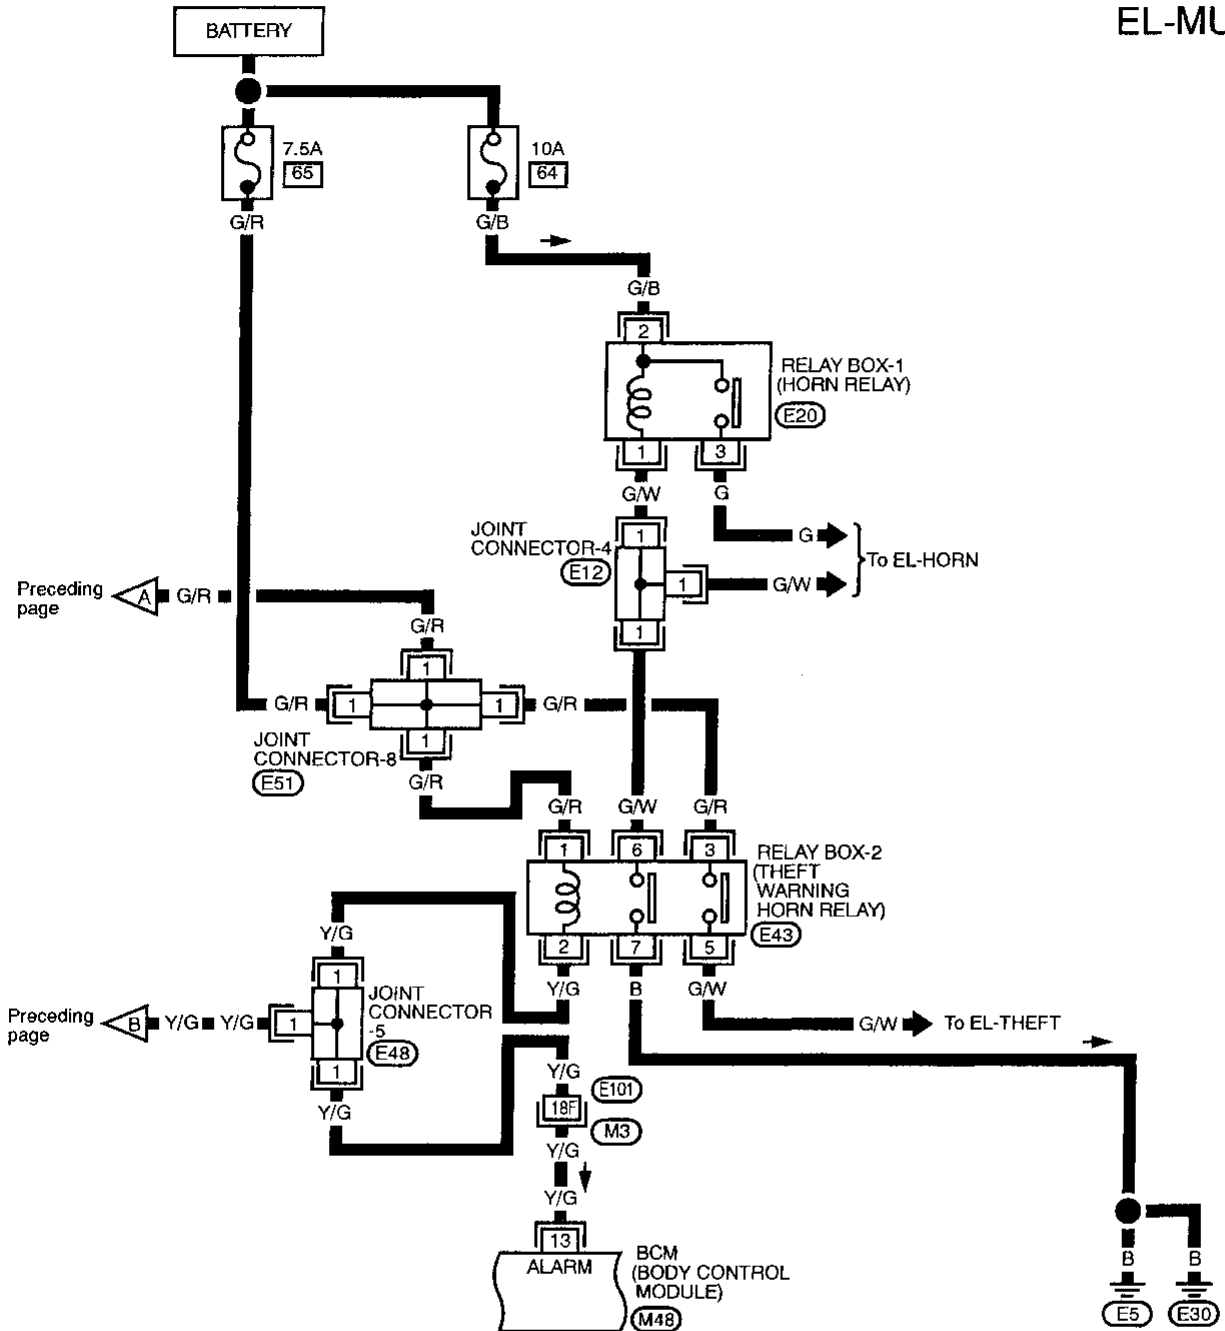 EL-MU
BATTERY
7.5A
65
10A
64
G/R
G/B
G/B
2
RELAY BOX-1
(HORN RELAY)
E20
1
3
G/W
G
JOINT
CONNECTOR-4
E12
1
G
To EL-HORN
1
G/W
1
Preceding
page
A
G/R
G/R
1
G/R
1
1
G/R
1
JOINT
CONNECTOR-8
E51
G/R
G/R
G/W
G/R
1
6
3
RELAY BOX-2
(THEFT
WARNING
HORN RELAY)
E43
2
7
5
Y/G
Y/G
B
G/W
1
JOINT
CONNECTOR
-5
E48
Preceding
page
B
Y/G
Y/G
1
1
G/W
To EL-THEFT
Y/G
Y/G
E101
18F
M3
Y/G
Y/G
13
ALARM
BCM
(BODY CONTROL
MODULE)
M48
B
B
E5
E30